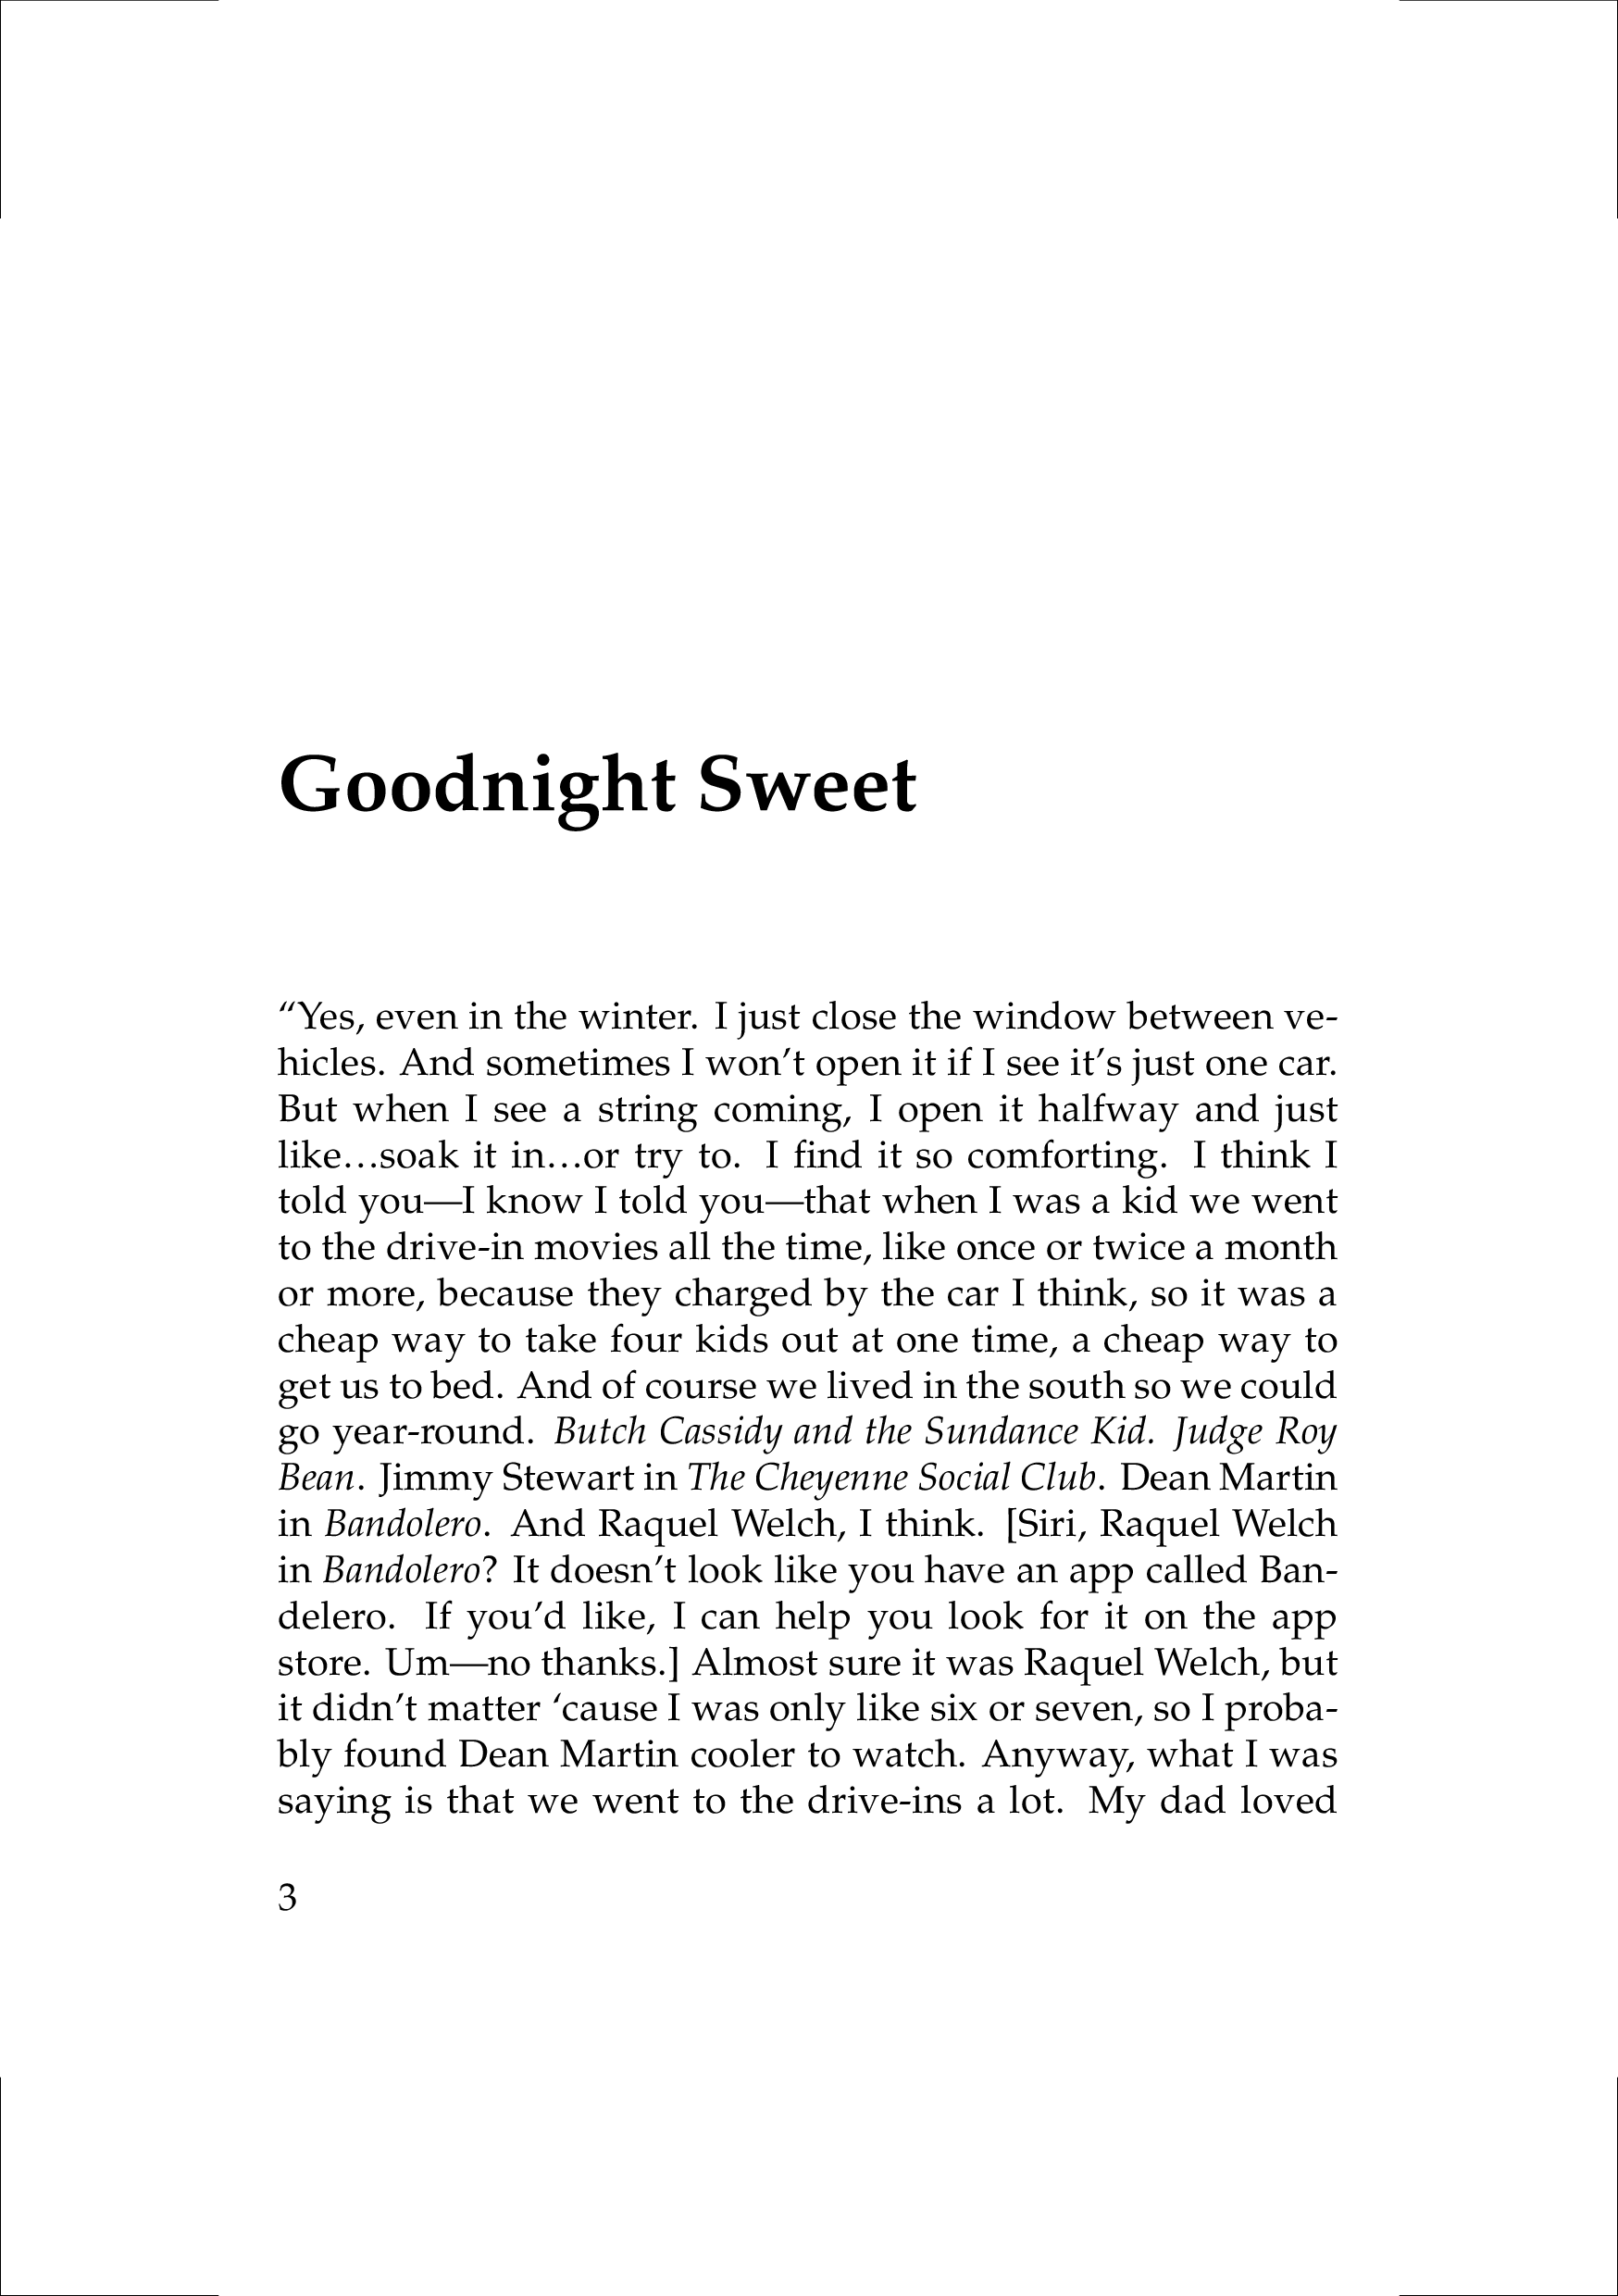 Goodnight Sweet
“Yes, even in the winter. I just close the window between ve-
hicles. And sometimes I won’t open it if I see it’s just one car.
But when I see a string coming, I open it halfway and just
like…soak it in…or try to. I find it so comforting. I think I
told you—I know I told you—that when I was a kid we went
to the drive-in movies all the time, like once or twice a month
or more, because they charged by the car I think, so it was a
cheap way to take four kids out at one time, a cheap way to
get us to bed. And of course we lived in the south so we could
go year-round. Butch Cassidy and the Sundance Kid. Judge Roy
Bean. Jimmy Stewart in The Cheyenne Social Club. Dean Martin
in Bandolero. And Raquel Welch, I think. [Siri, Raquel Welch
in Bandolero? It doesn’t look like you have an app called Ban-
delero. If you’d like, I can help you look for it on the app
store. Um—no thanks.] Almost sure it was Raquel Welch, but
it didn’t matter ‘cause I was only like six or seven, so I proba-
bly found Dean Martin cooler to watch. Anyway, what I was
saying is that we went to the drive-ins a lot. My dad loved
3